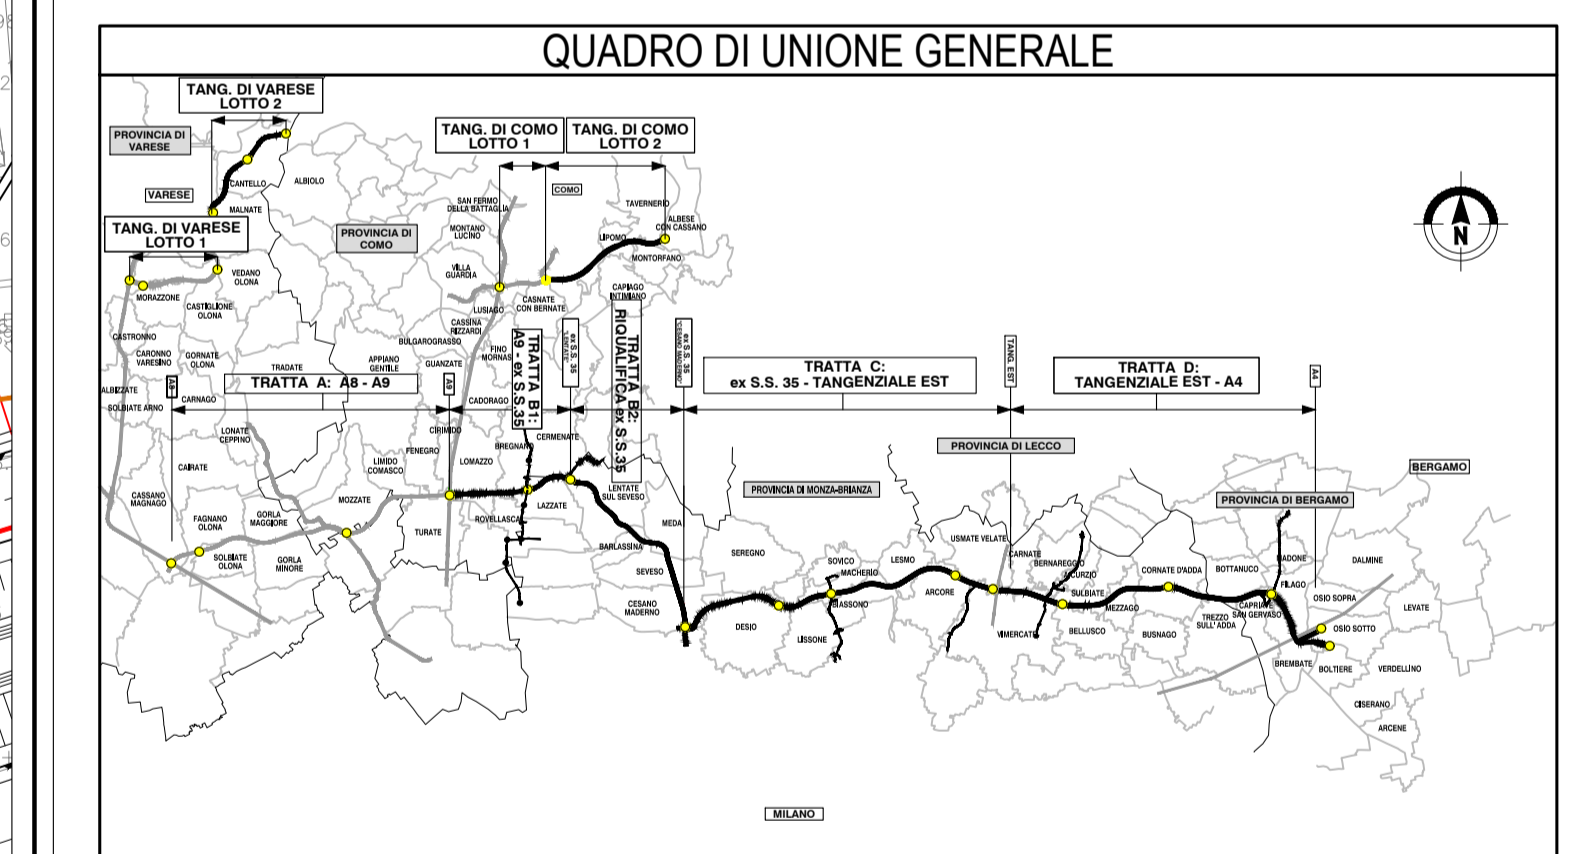 QUADRO DI UNIONE GENERALE
TANG. DI VARESE
LOTTO 2
PROVINCIA DI
VARESE
TANG. DI COMO
LOTTO 1
TANG. DI COMO
LOTTO 2
CANTELLO
ALBIOLO
VARESE
MALNATE
COMO
SAN FERMO
DELLA BATTAGLIA
TAVERNERIO
ALBESE
CON CASSANO
TANG. DI VARESE
LOTTO 1
PROVINCIA DI
COMO
MONTANO
LUCINO
LIPOMO
MONTORFANO
N
VILLA
GUARDIA
VEDANO
OLONA
MORAZZONE
CASTIGLIONE
OLONA
CAPIAGO
INTIMIANO
LUSIAGO
CASNATE
CON BERNATE
CASSINA
RIZZARDI
CASTRONNO
BULGAROGRASSO
FINO
MORNAS
CARONNO
VARESINO
GORNATE
OLONA
TRADATE
APPIANO
GENTILE
GUANZATE
TRATTA B1:
A9 - ex S.S.35
ex S.S. 35
"LENTATE"
TRATTA B2:
RIQUALIFICA ex S.S.35
ex S.S. 35
"CESANO MADERNO"
TANG. EST
A4
TRATTA C:
ex S.S. 35 - TANGENZIALE EST
TRATTA D:
TANGENZIALE EST - A4
A8
TRATTA A: A8 - A9
A9
ALBIZZATE
SOLBIATE ARNO
CARNAGO
CADORAGO
LONATE
CEPPINO
CIRIMIDO
BREGNANO
CERMENATE
FENEGRO
LIMIDO
COMASCO
LOMAZZO
PROVINCIA DI LECCO
BERGAMO
CAIRATE
CASSANO
MAGNAGO
MOZZATE
LENTATE
SUL SEVESO
PROVINCIA DI MONZA-BRIANZA
PROVINCIA DI BERGAMO
FAGNANO
OLONA
GORLA
MAGGIORE
ROVELLASCA
LAZZATE
MEDA
TURATE
SOLBIATE
OLONA
GORLA
MINORE
BARLASSINA
SEREGNO
USMATE VELATE
SEVESO
SOVICO
MACHERIO
LESMO
CARNATE
BERNAREGGIO
AICURZIO
CORNATE D'ADDA
BOTTANUCO
MADONE
DALMINE
CESANO
MADERNO
BIASSONO
ARCORE
SULBIATE
MEZZAGO
FILAGO
CAPRIATE
SAN GERVASO
OSIO SOPRA
LEVATE
DESIO
LISSONE
VIMERCATE
BELLUSCO
BUSNAGO
TREZZO
SULL'ADDA
OSIO SOTTO
BREMBATE
BOLTIERE
VERDELLINO
CISERANO
ARCENE
MILANO